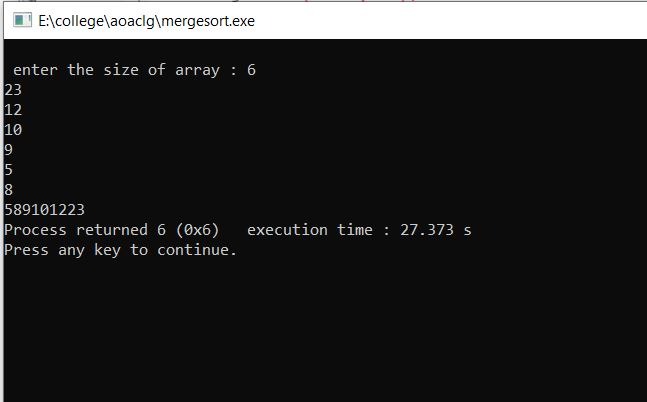 E:\college\aoaclg\mergesort.exe
enter the size of array : 6
23
12
10
9
5
8
589101223
Process returned 6 (0x6)   execution time : 27.373 s
Press any key to continue.